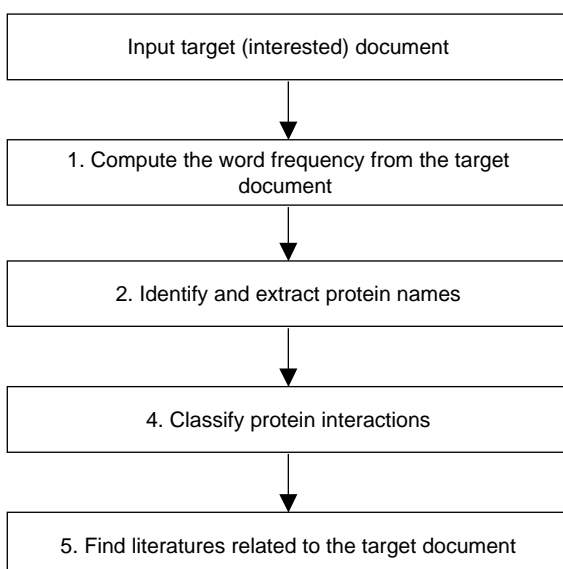 Input target (interested) document
1. Compute the word frequency from the target
document
2. Identify and extract protein names
4. Classify protein interactions
5. Find literatures related to the target document